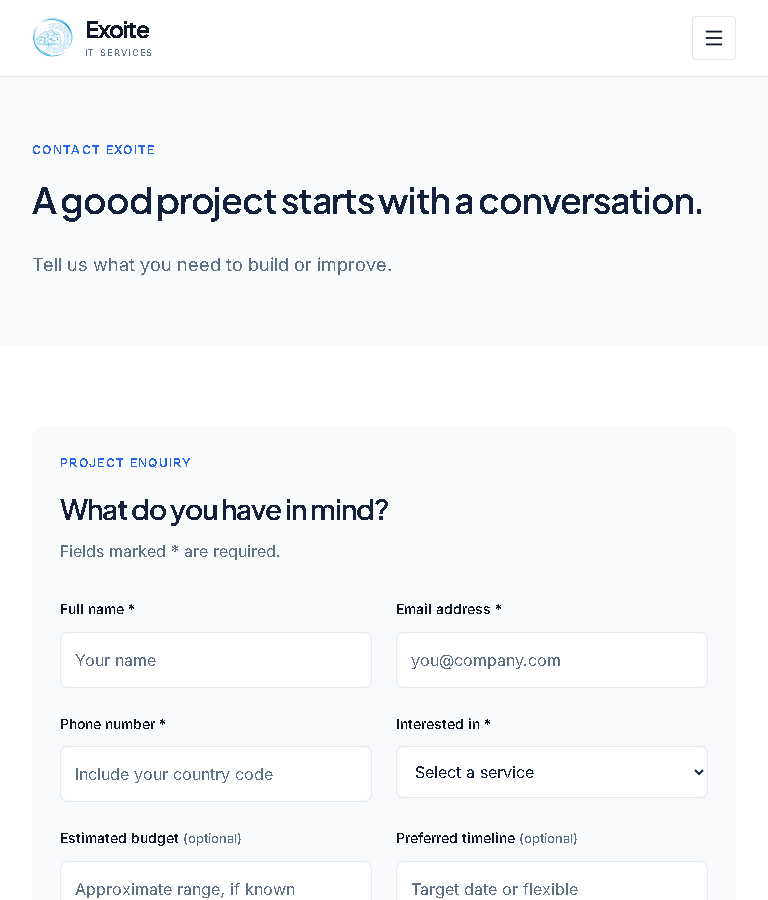 Exoite
IT SERVICES
CONTACT EXOITE
A good project starts with a conversation.
Tell us what you need to build or improve.
PROJECT ENQUIRY
What do you have in mind?
Fields marked * are required.
Full name *
Email address *
Your name
you@company.com
Phone number *
Interested in *
Include your country code
Select a service
Estimated budget (optional)
Preferred timeline (optional)
Approximate range, if known
Target date or flexible